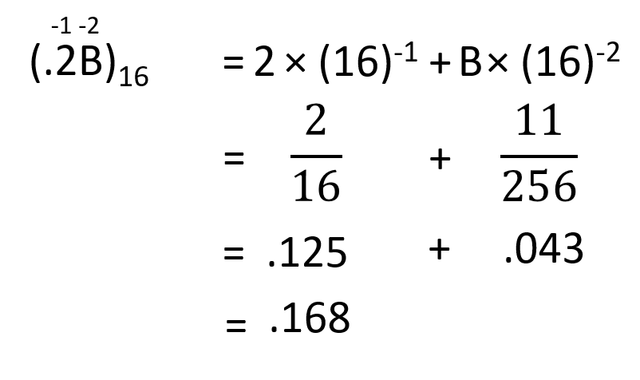 -1 -2
(.2B)₁₆ = 2 × (16)⁻¹ + B × (16)⁻²
= 2/16 + 11/256
= .125 + .043
= .168